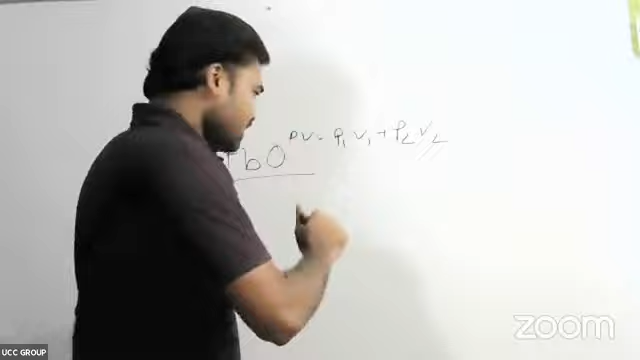 PV = P₁V₁ + P₂V₂
bO
zoom
UCC GROUP